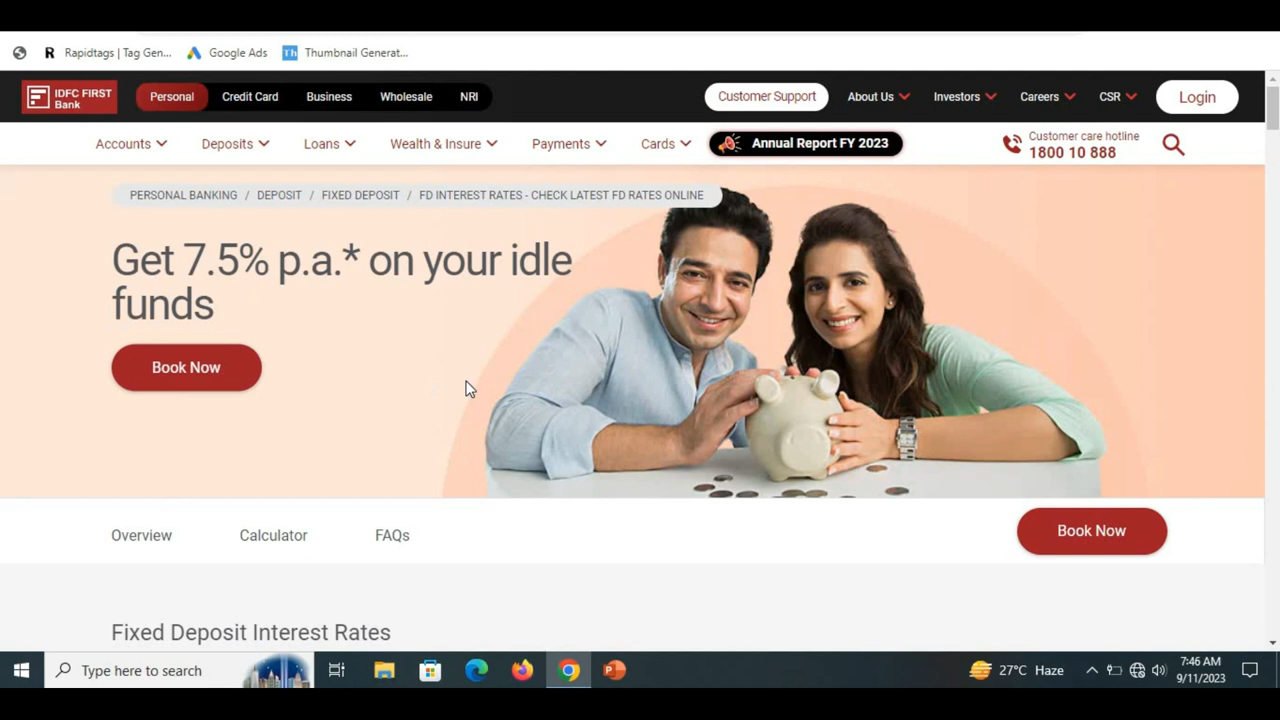 Rapidtags | Tag Gen...
Google Ads
Th Thumbnail Generat...
IDFC FIRST
Bank
Personal
Credit Card
Business
Wholesale
NRI
Customer Support
About Us
Investors
Careers
CSR
Login
Accounts
Deposits
Loans
Wealth & Insure
Payments
Cards
Annual Report FY 2023
Customer care hotline
1800 10 888
PERSONAL BANKING / DEPOSIT / FIXED DEPOSIT / FD INTEREST RATES - CHECK LATEST FD RATES ONLINE
Get 7.5% p.a.* on your idle
funds
Book Now
Overview
Calculator
FAQs
Book Now
Fixed Deposit Interest Rates
Type here to search
27°C Haze
7:46 AM
9/11/2023